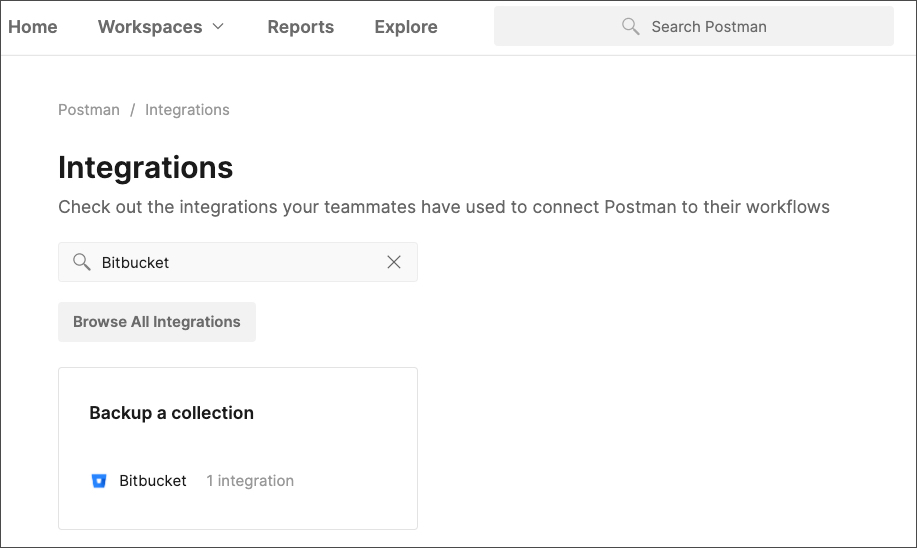 Home Workspaces Reports Explore Search Postman
Postman / Integrations
Integrations
Check out the integrations your teammates have used to connect Postman to their workflows
Bitbucket
Browse All Integrations
Backup a collection
Bitbucket 1 integration